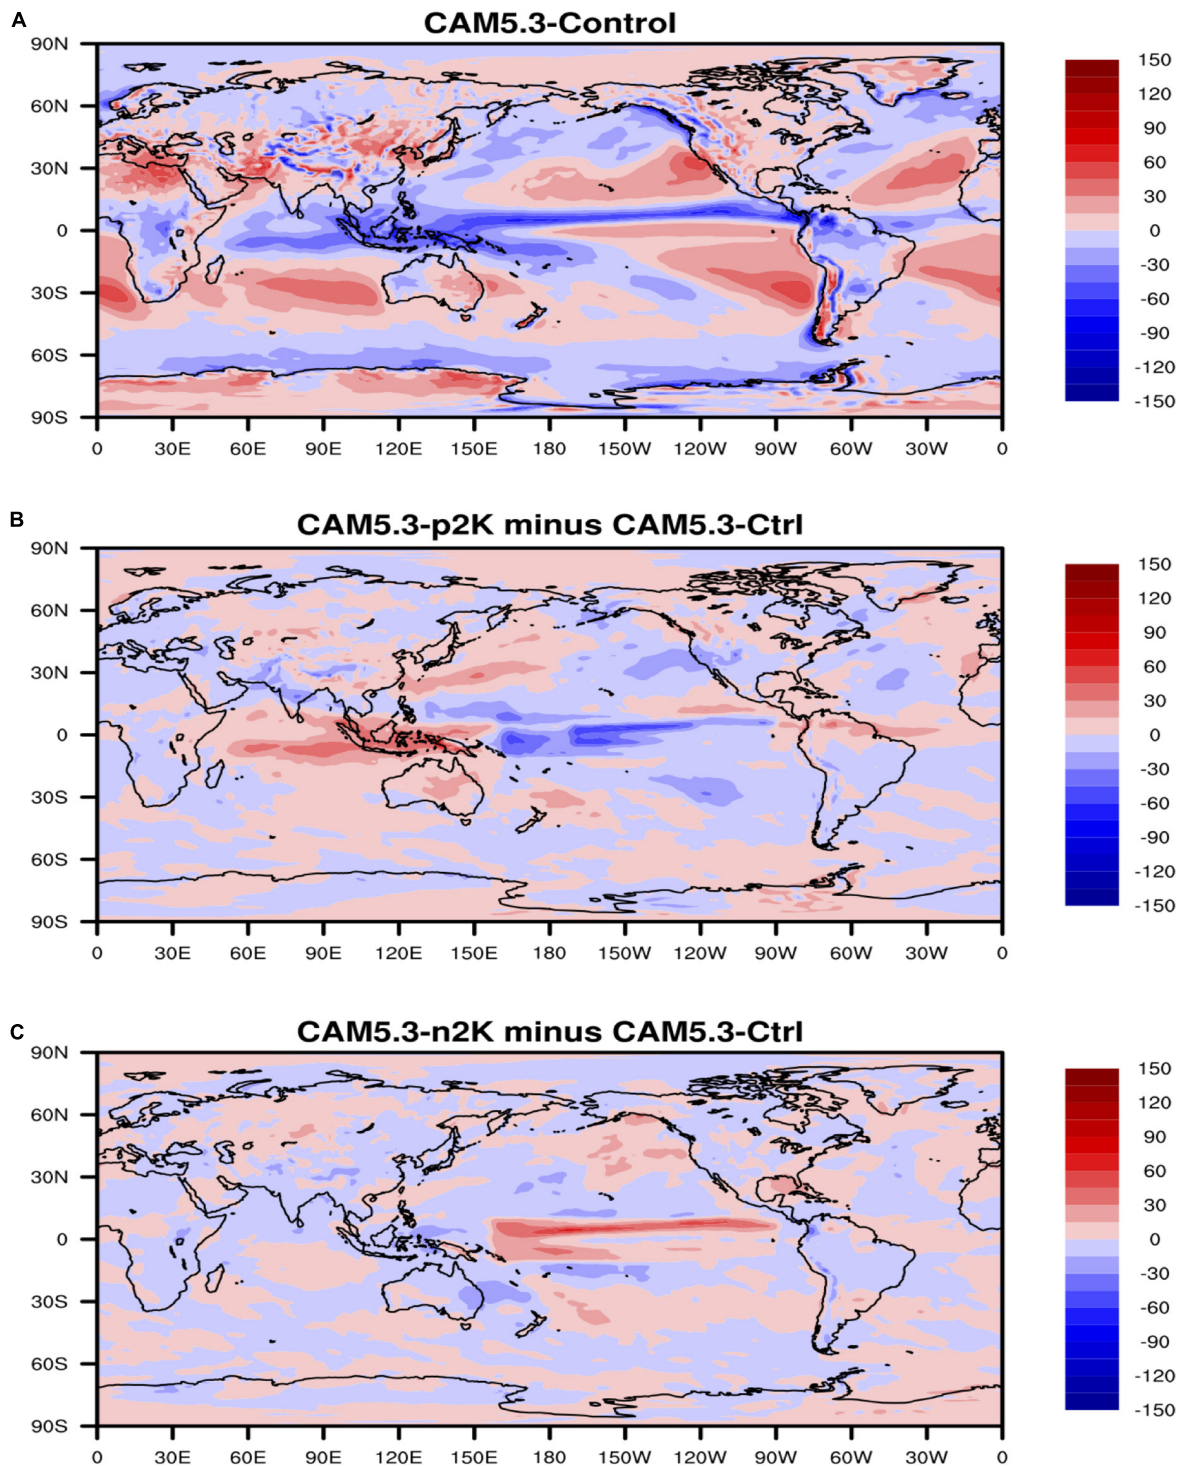 A
CAM5.3-Control
90N
60N
30N
0
30S
60S
90S
0 30E 60E 90E 120E 150E 180 150W 120W 90W 60W 30W 0
150
120
90
60
30
0
-30
-60
-90
-120
-150
B
CAM5.3-p2K minus CAM5.3-Ctrl
90N
60N
30N
0
30S
60S
90S
0 30E 60E 90E 120E 150E 180 150W 120W 90W 60W 30W 0
150
120
90
60
30
0
-30
-60
-90
-120
-150
C
CAM5.3-n2K minus CAM5.3-Ctrl
90N
60N
30N
0
30S
60S
90S
0 30E 60E 90E 120E 150E 180 150W 120W 90W 60W 30W 0
150
120
90
60
30
0
-30
-60
-90
-120
-150